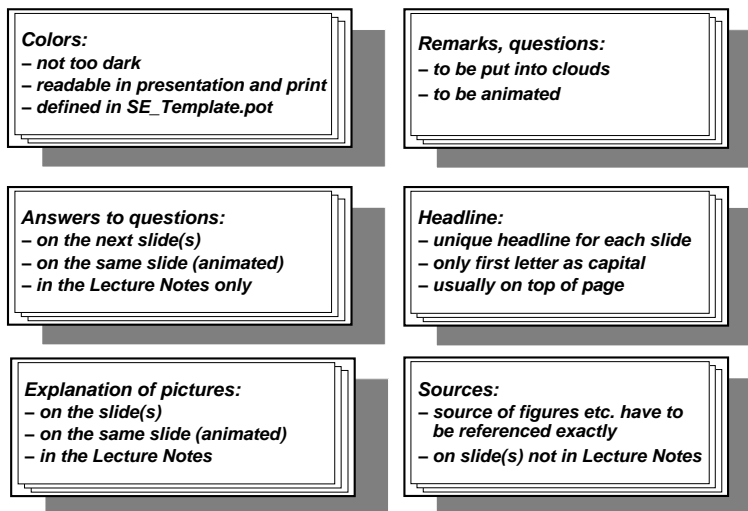 Colors:
– not too dark
– readable in presentation and print
– defined in SE_Template.pot
Remarks, questions:
– to be put into clouds
– to be animated
Answers to questions:
– on the next slide(s)
– on the same slide (animated)
– in the Lecture Notes only
Headline:
– unique headline for each slide
– only first letter as capital
– usually on top of page
Explanation of pictures:
– on the slide(s)
– on the same slide (animated)
– in the Lecture Notes
Sources:
– source of figures etc. have to
be referenced exactly
– on slide(s) not in Lecture Notes